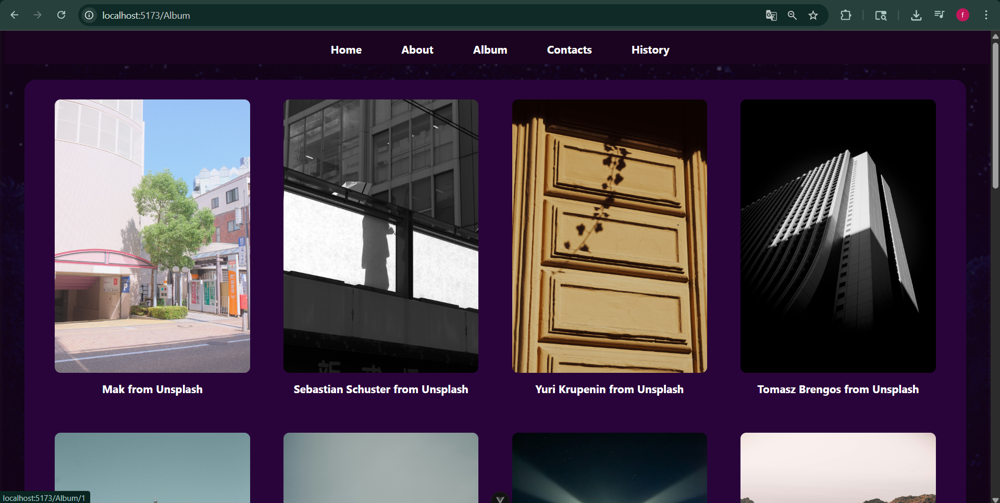 localhost:5173/Album
f
Home About Album Contacts History
P
Mak from Unsplash
Sebastian Schuster from Unsplash
Yuri Krupenin from Unsplash
Tomasz Brengos from Unsplash
localhost:5173/Album/1